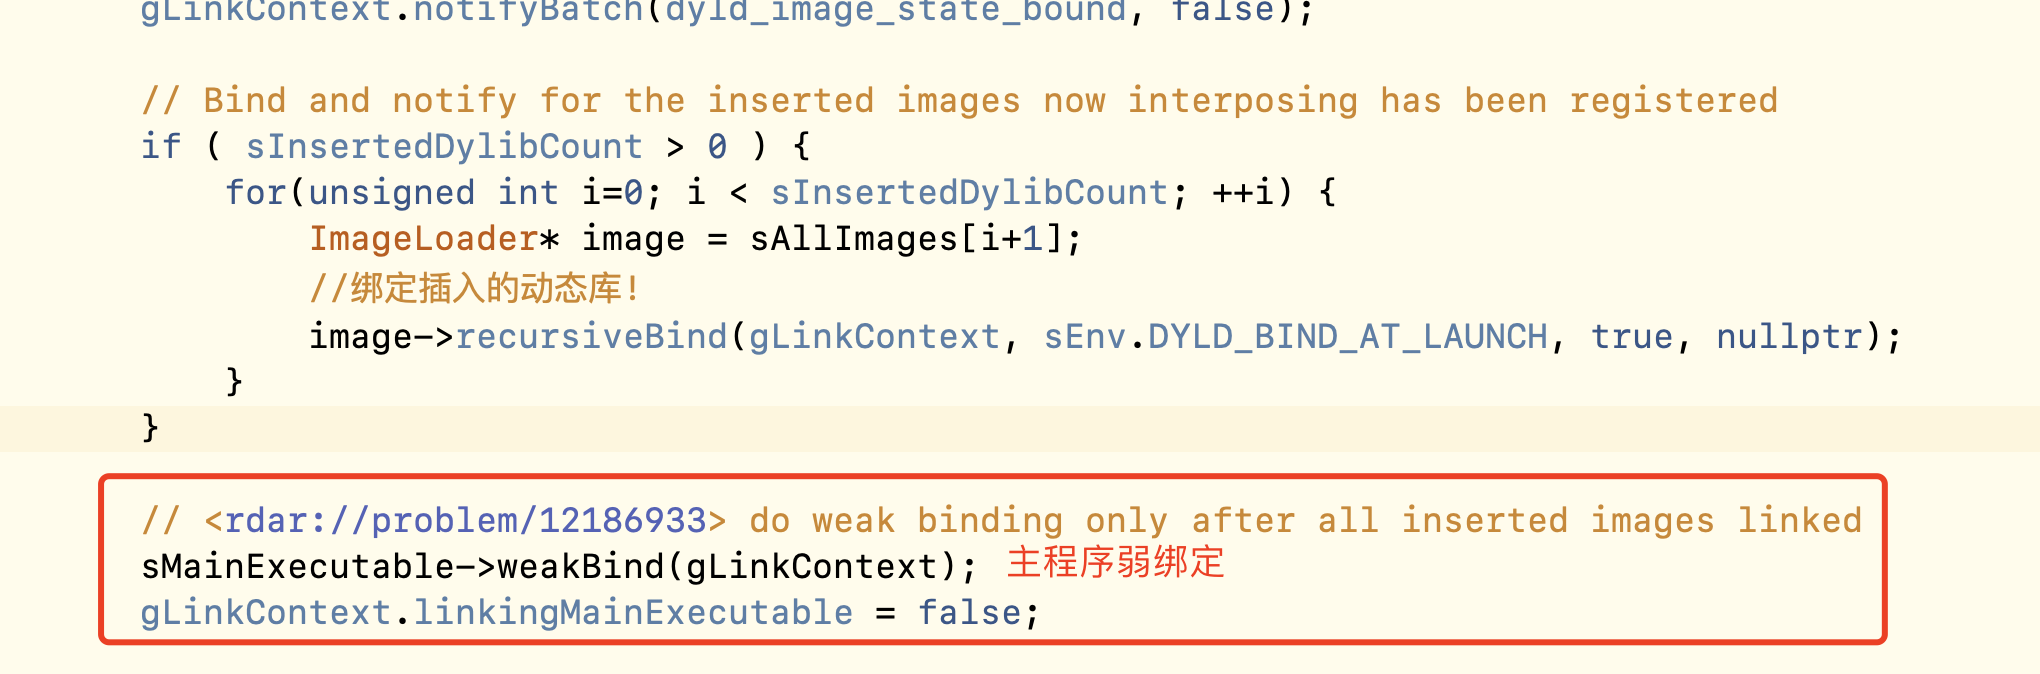 gLinkContext.notifyBatch(dyld_image_state_bound, false);
// Bind and notify for the inserted images now interposing has been registered
if ( sInsertedDylibCount > 0 ) {
for(unsigned int i=0; i < sInsertedDylibCount; ++i) {
ImageLoader* image = sAllImages[i+1];
//绑定插入的动态库!
image->recursiveBind(gLinkContext, sEnv.DYLD_BIND_AT_LAUNCH, true, nullptr);
}
}
// <rdar://problem/12186933> do weak binding only after all inserted images linked
sMainExecutable->weakBind(gLinkContext); 主程序弱绑定
gLinkContext.linkingMainExecutable = false;